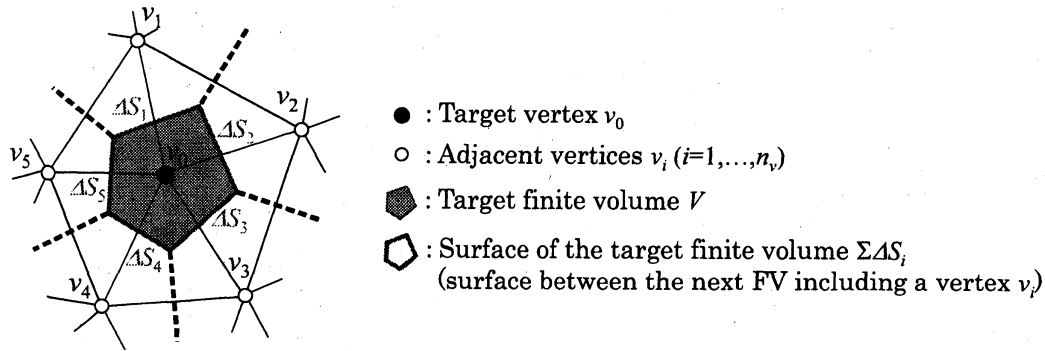 v₁
v₂
ΔS₁
ΔS₂
v₅
v₀
ΔS₅
ΔS₃
ΔS₄
v₃
v₄
: Target vertex v₀
: Adjacent vertices vᵢ (i=1,...,nᵥ)
: Target finite volume V
: Surface of the target finite volume ΣΔSᵢ
(surface between the next FV including a vertex vᵢ)